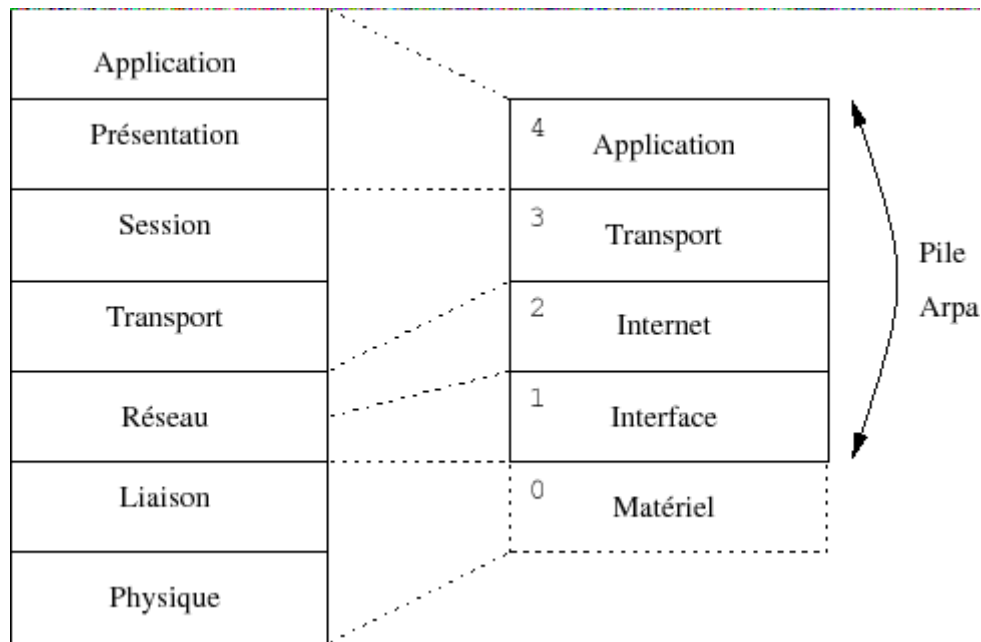 Application
Présentation
Session
Transport
Réseau
Liaison
Physique
4
Application
3
Transport
2
Internet
1
Interface
0
Matériel
Pile
Arpa